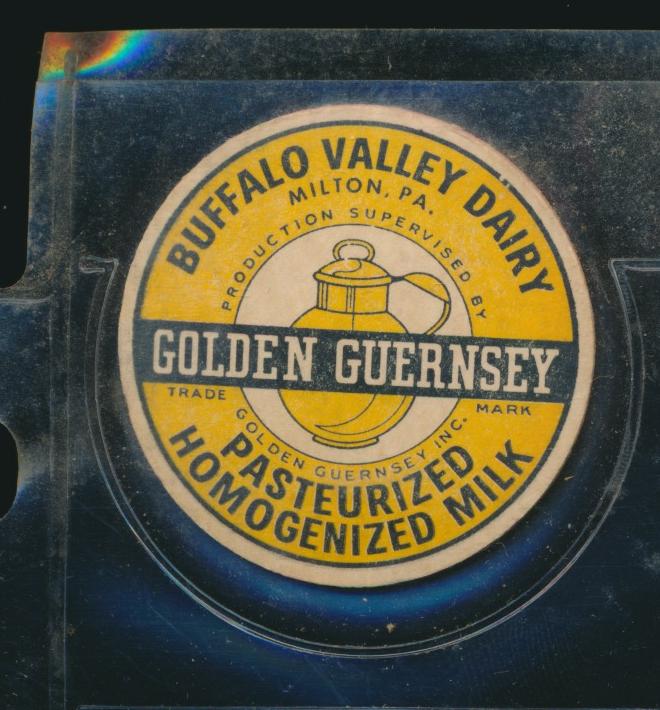 BUFFALO VALLEY DAIRY
MILTON, PA.
PRODUCTION SUPERVISED BY
GOLDEN GUERNSEY
TRADE MARK
GOLDEN GUERNSEY INC.
PASTEURIZED
HOMOGENIZED MILK